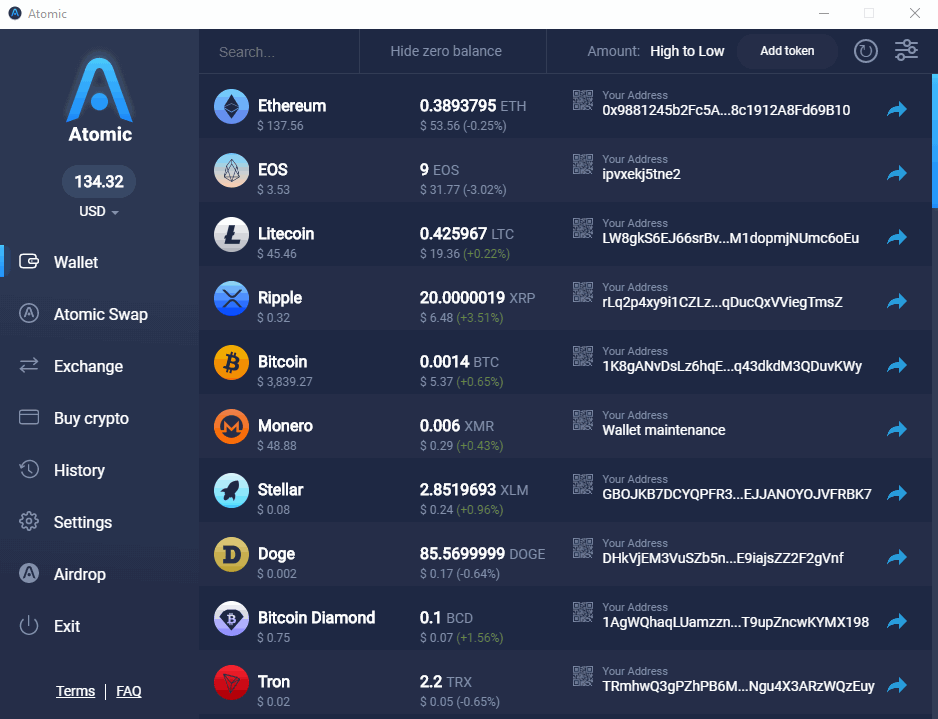 Atomic
Search... Hide zero balance Amount: High to Low Add token
Atomic
134.32
USD
Wallet
Atomic Swap
Exchange
Buy crypto
History
Settings
Airdrop
Exit
Terms | FAQ
Ethereum 0.3893795 ETH Your Address
$ 137.56 $ 53.56 (-0.25%) 0x9881245b2Fc5A...8c1912A8Fd69B10
EOS 9 EOS Your Address
$ 3.53 $ 31.77 (-3.02%) ipvxekj5tne2
Litecoin 0.425967 LTC Your Address
$ 45.46 $ 19.36 (+0.22%) LW8gkS6EJ66srBv...M1dopmjNUmc6oEu
Ripple 20.0000019 XRP Your Address
$ 0.32 $ 6.48 (+3.51%) rLq2p4xy9i1CZLz...qDucQxVViegTmsZ
Bitcoin 0.0014 BTC Your Address
$ 3,839.27 $ 5.37 (+0.65%) 1K8gANvDsLz6hqE...q43dkdM3QDuvKWy
Monero 0.006 XMR Your Address
$ 48.88 $ 0.29 (+0.43%) Wallet maintenance
Stellar 2.8519693 XLM Your Address
$ 0.08 $ 0.24 (+0.96%) GBOJKB7DCYQPFR3...EJJANOYOJVFRBK7
Doge 85.5699999 DOGE Your Address
$ 0.002 $ 0.17 (-0.64%) DHkVjEM3VuSZb5n...E9iajsZZ2F2gVnf
Bitcoin Diamond 0.1 BCD Your Address
$ 0.75 $ 0.07 (+1.56%) 1AgWQhaqLUamzzn...T9upZncwKYMX198
Tron 2.2 TRX Your Address
$ 0.02 $ 0.05 (-0.65%) TRmhwQ3gPZhPB6M...Ngu4X3ARzWQzEuy